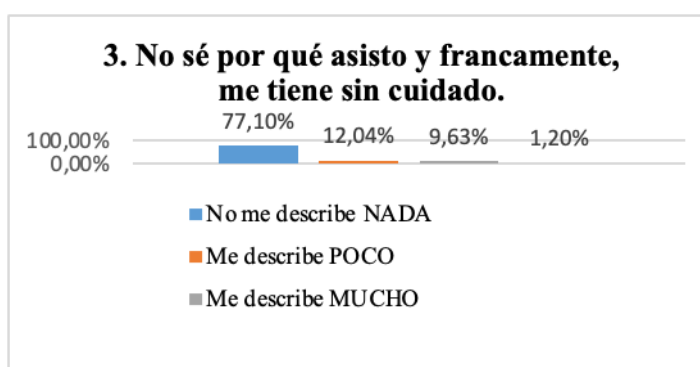 3. No sé por qué asisto y francamente,
me tiene sin cuidado.
77,10%
12,04%
9,63%
1,20%
100,00%
0,00%
No me describe NADA
Me describe POCO
Me describe MUCHO